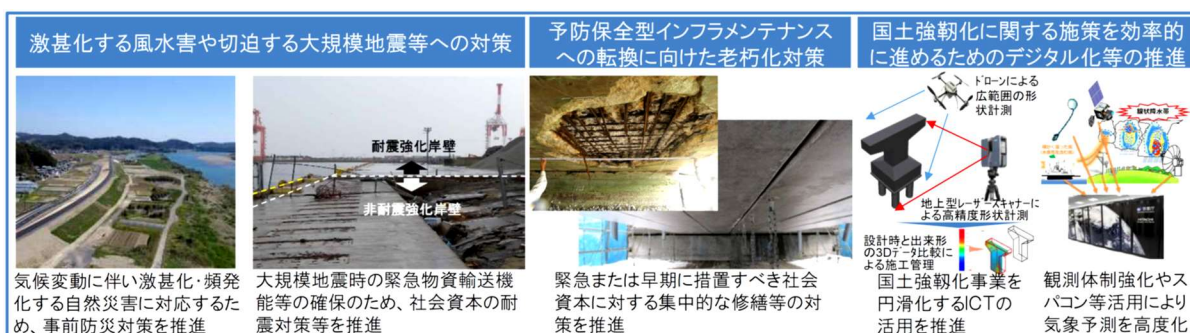 激甚化する風水害や切迫する大規模地震等への対策
気候変動に伴い激甚化・頻発
化する自然災害に対応するた
め、事前防災対策を推進
耐震強化岸壁
非耐震強化岸壁
大規模地震時の緊急物資輸送機
能等の確保のため、社会資本の耐
震対策等を推進
予防保全型インフラメンテナンス
への転換に向けた老朽化対策
緊急または早期に措置すべき社会
資本に対する集中的な修繕等の対
策を推進
国土強靱化に関する施策を効率的
に進めるためのデジタル化等の推進
ドローンによる
広範囲の形
状計測
地上型レーザースキャナーに
よる高精度形状計測
設計時と出来形
の3Dデータ比較に
よる施工管理
国土強靱化事業を
円滑化するICTの
活用を推進
線状降水帯
観測体制強化やス
パコン等活用により
気象予測を高度化